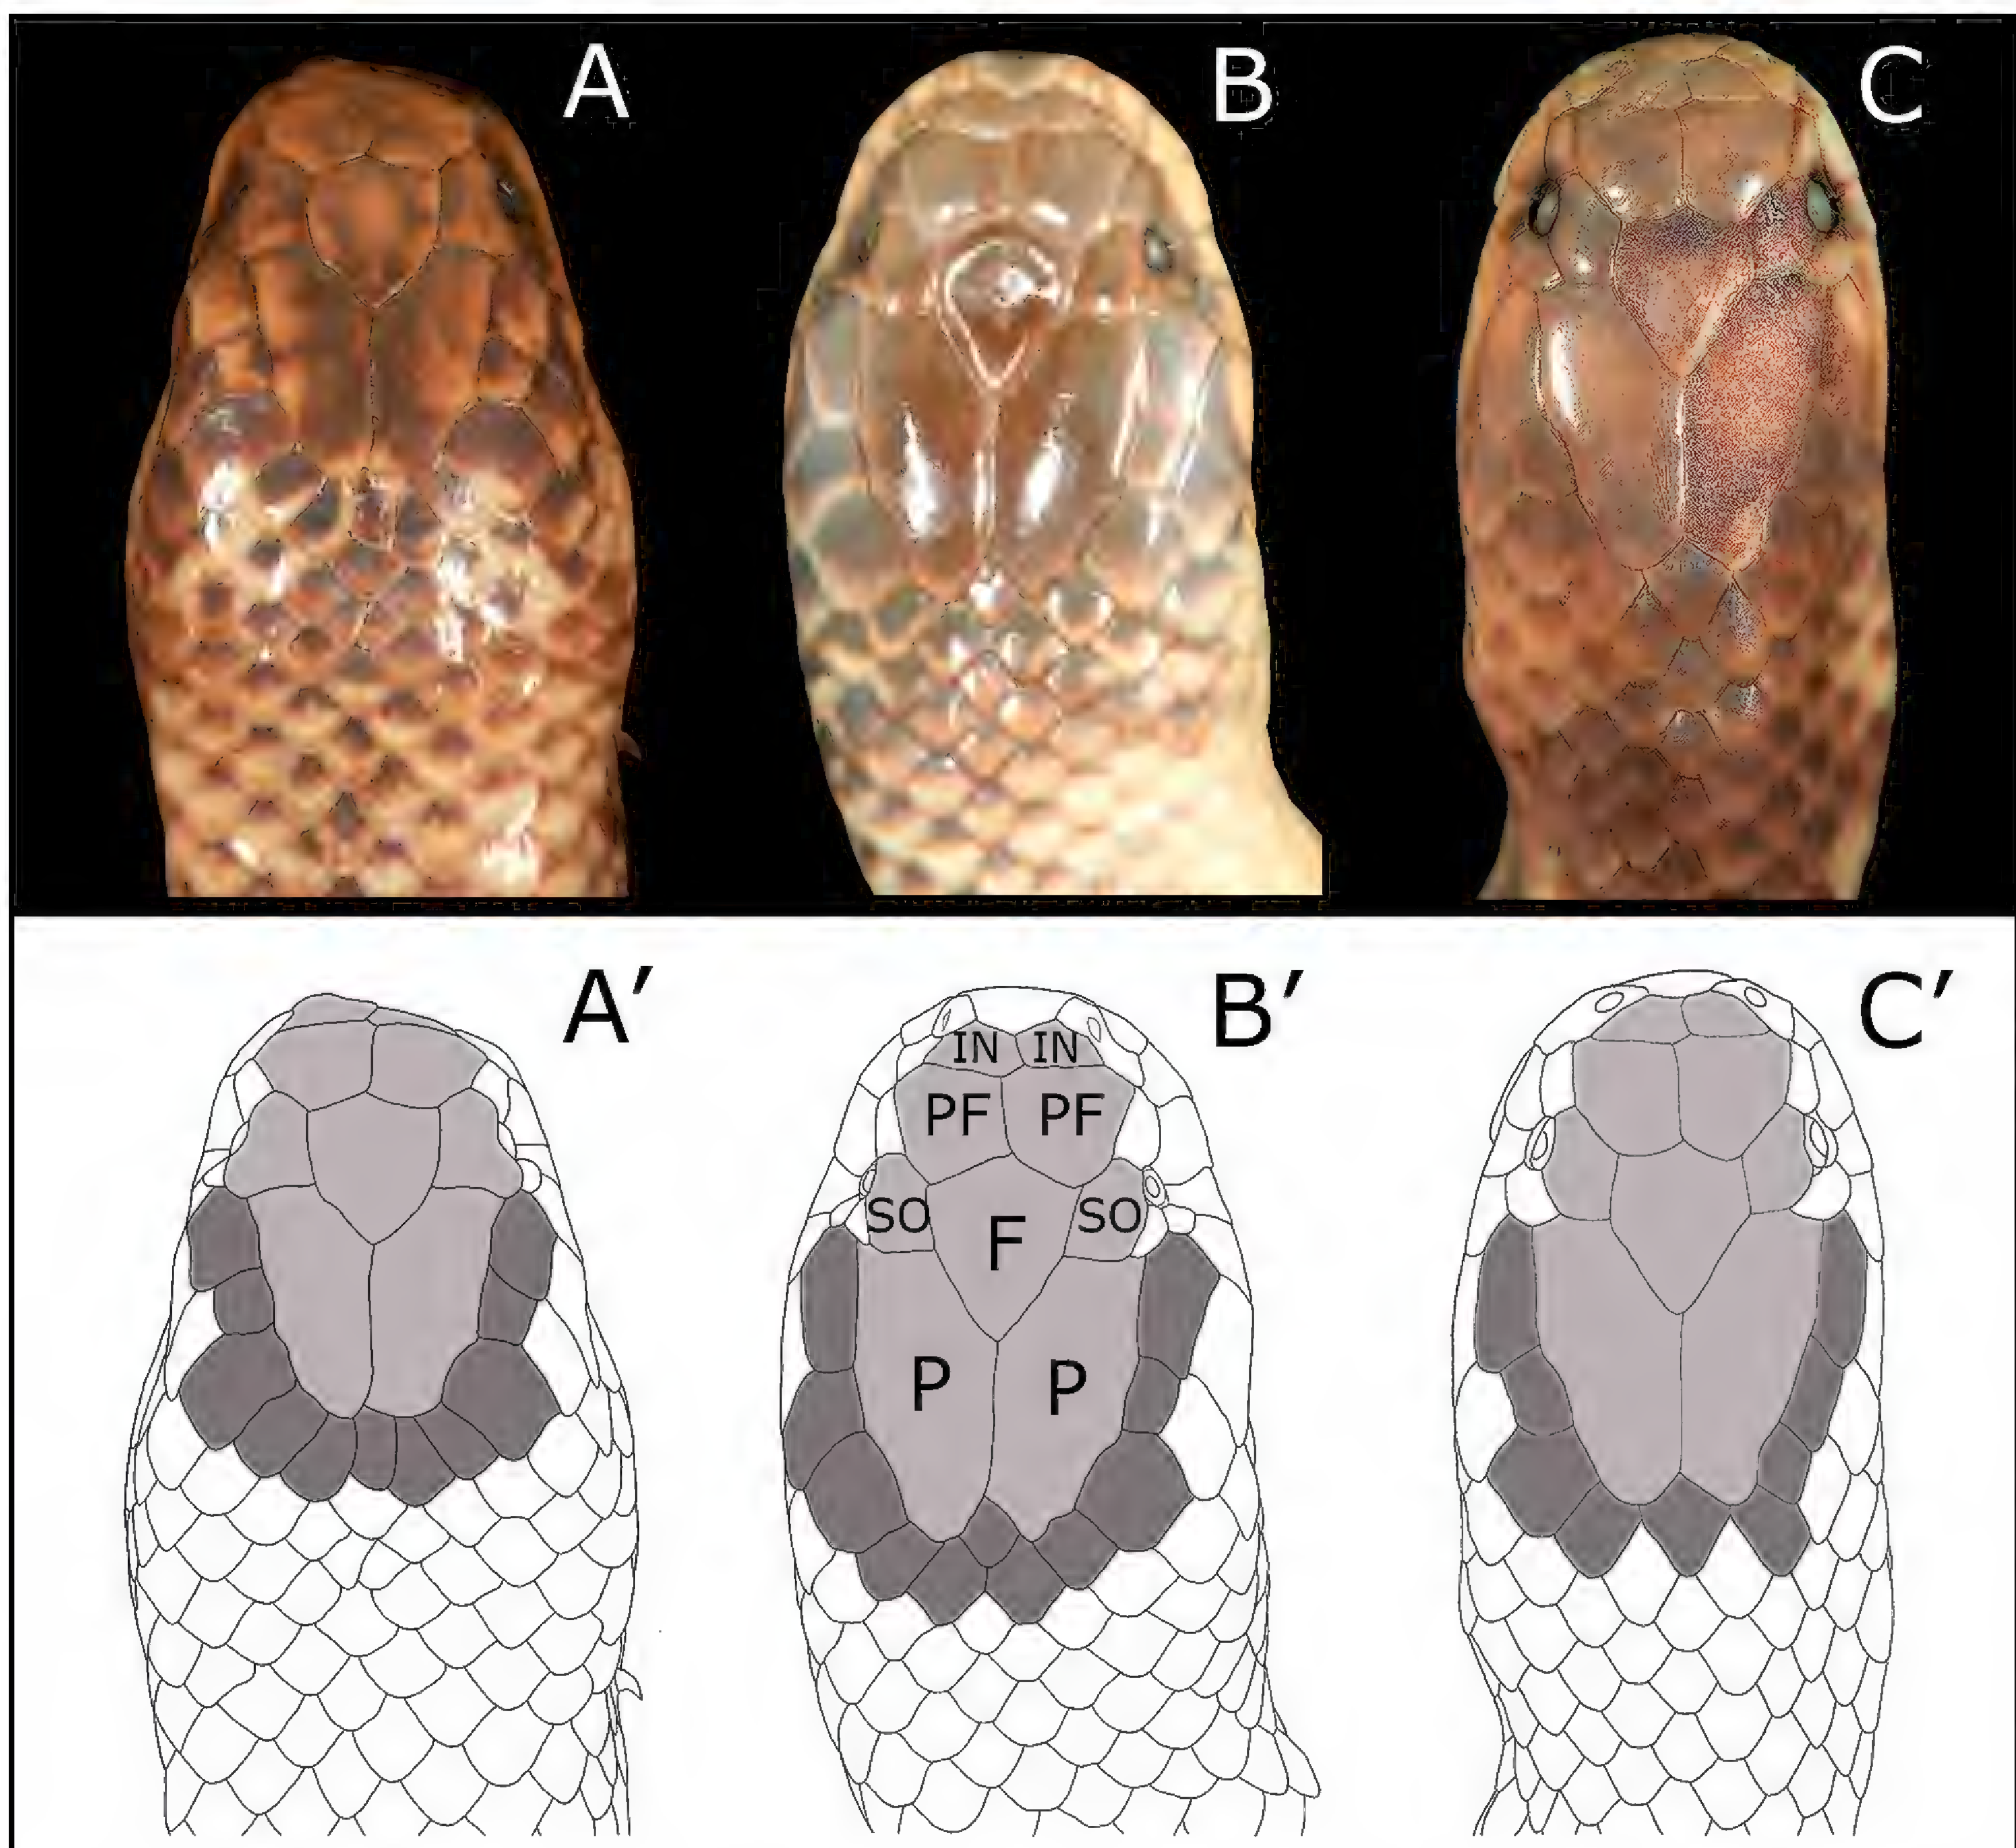 A B C
A′ B′ C′
IN IN
PF PF
SO F SO
P P